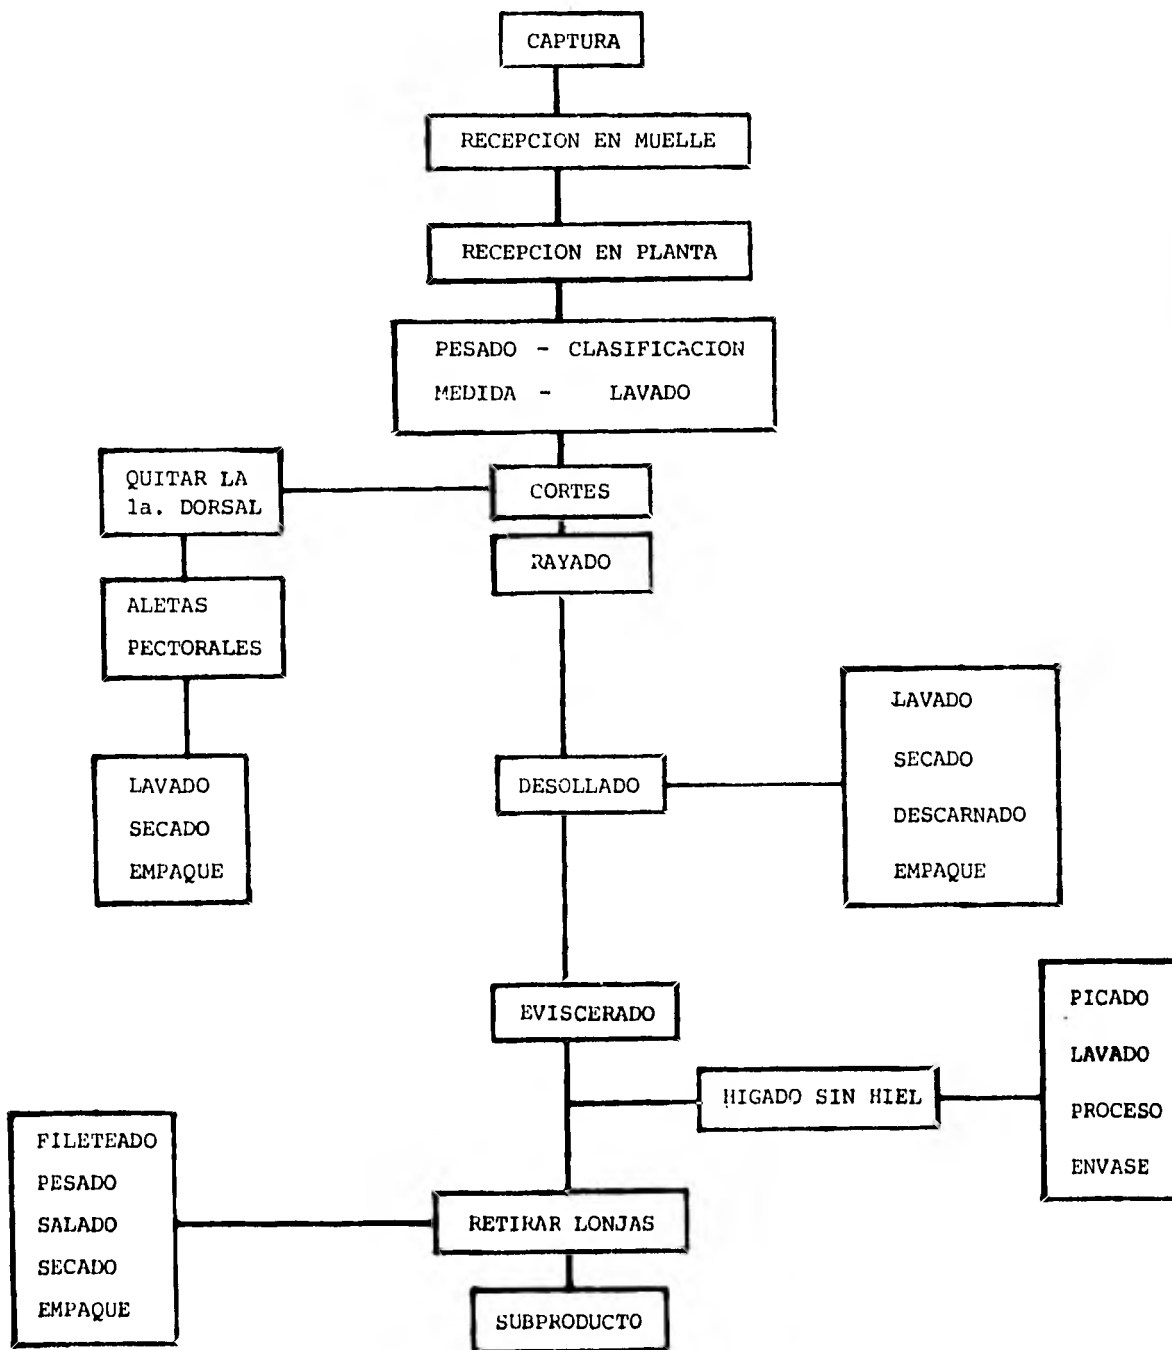 CAPTURA
RECEPCION EN MUELLE
RECEPCION EN PLANTA
PESADO - CLASIFICACION
MEDIDA - LAVADO
QUITAR LA
1a. DORSAL
CORTES
RAYADO
ALETAS
PECTORALES
LAVADO
SECADO
EMPAQUE
DESOLLADO
LAVADO
SECADO
DESCARNADO
EMPAQUE
EVISCERADO
HIGADO SIN HIEL
PICADO
LAVADO
PROCESO
ENVASE
FILETEADO
PESADO
SALADO
SECADO
EMPAQUE
RETIRAR LONJAS
SUBPRODUCTO